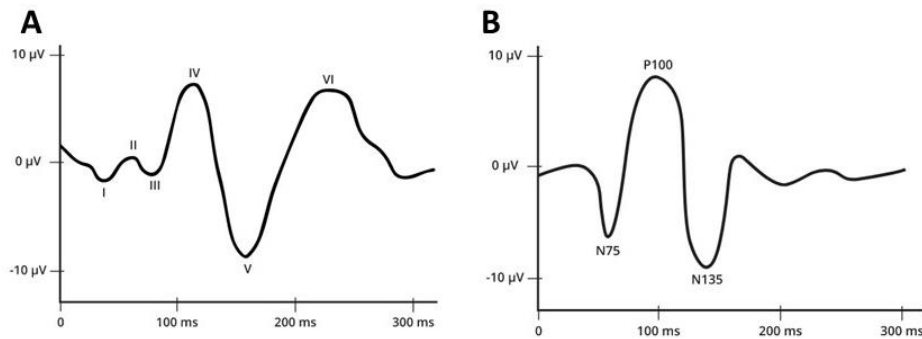 A
10 µV
0 µV
-10 µV
I
II
III
IV
V
VI
0
100 ms
200 ms
300 ms
B
10 µV
0 µV
-10 µV
N75
P100
N135
0
100 ms
200 ms
300 ms